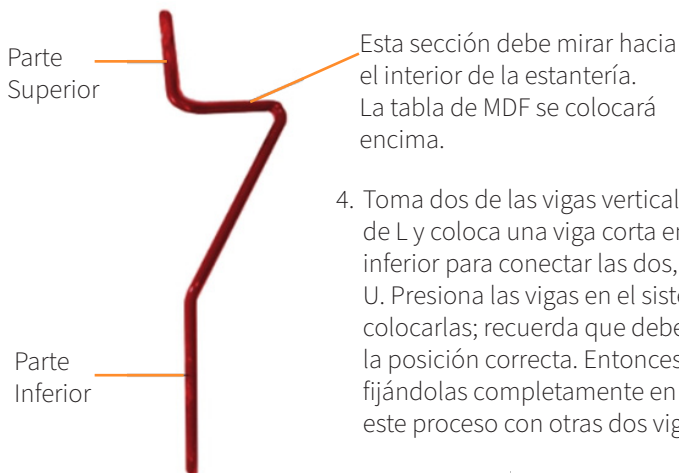 Parte
Superior
Esta sección debe mirar hacia
el interior de la estantería.
La tabla de MDF se colocará
encima.
4. Toma dos de las vigas vertical
de L y coloca una viga corta en
inferior para conectar las dos,
U. Presiona las vigas en el siste
colocarlas; recuerda que debe
la posición correcta. Entonces
fijándolas completamente en
este proceso con otras dos vig
Parte
Inferior